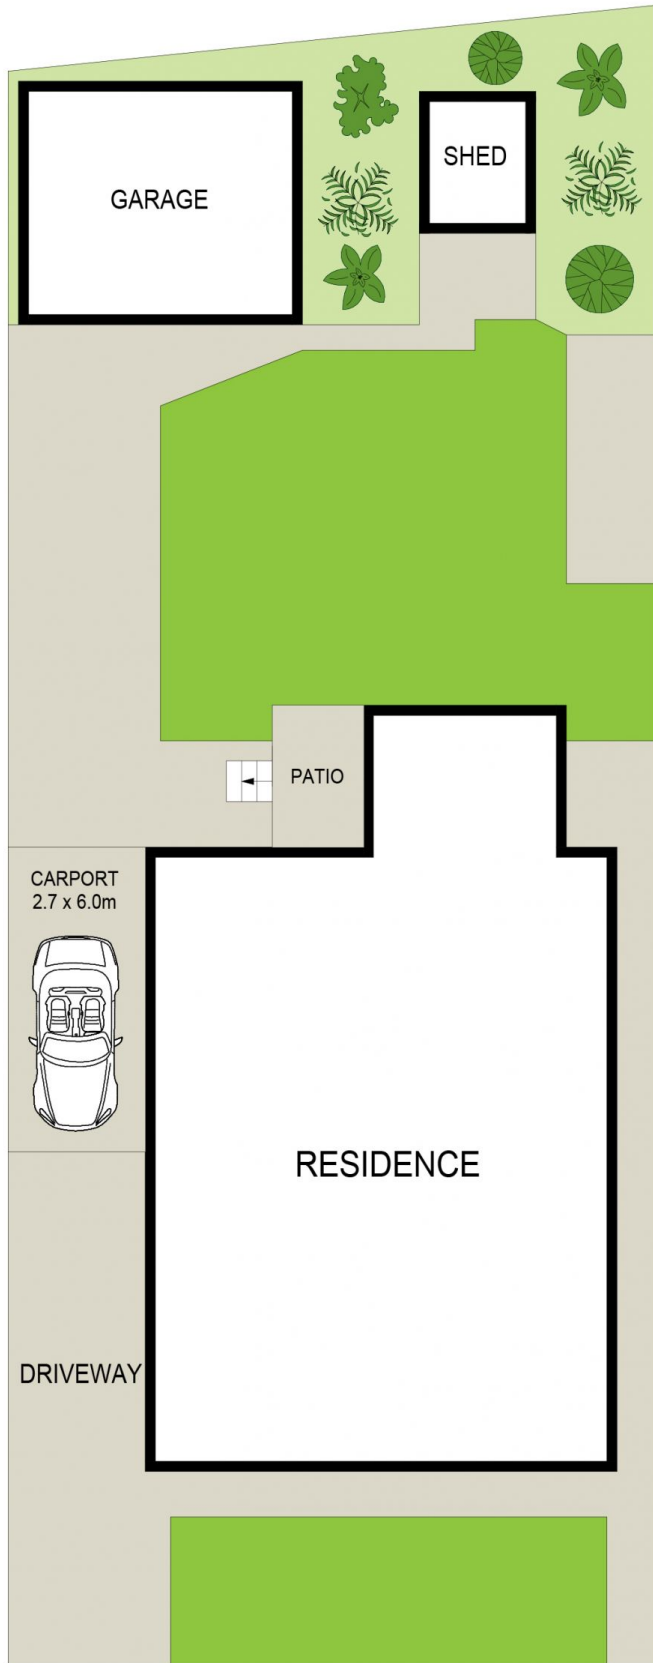 GARAGE
SHED
PATIO
CARPORT
2.7 x 6.0m
RESIDENCE
DRIVEWAY